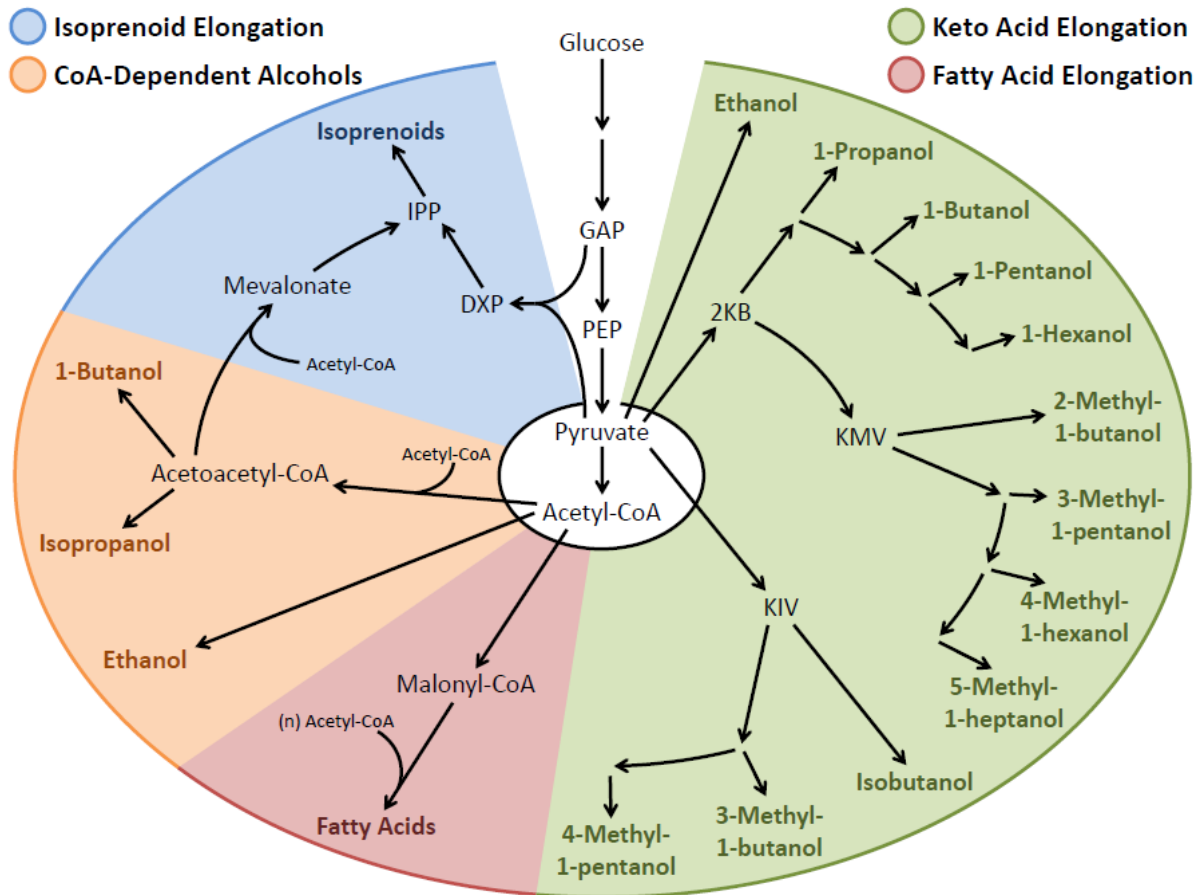 Isoprenoid Elongation
CoA-Dependent Alcohols
Glucose
Keto Acid Elongation
Fatty Acid Elongation
Isoprenoids
IPP
Mevalonate
DXP
Acetyl-CoA
GAP
PEP
Pyruvate
Acetyl-CoA
1-Butanol
Acetoacetyl-CoA
Acetyl-CoA
Isopropanol
Ethanol
Malonyl-CoA
(n) Acetyl-CoA
Fatty Acids
Ethanol
1-Propanol
1-Butanol
1-Pentanol
1-Hexanol
2KB
KMV
2-Methyl-
1-butanol
3-Methyl-
1-pentanol
4-Methyl-
1-hexanol
5-Methyl-
1-heptanol
KIV
Isobutanol
3-Methyl-
1-butanol
4-Methyl-
1-pentanol